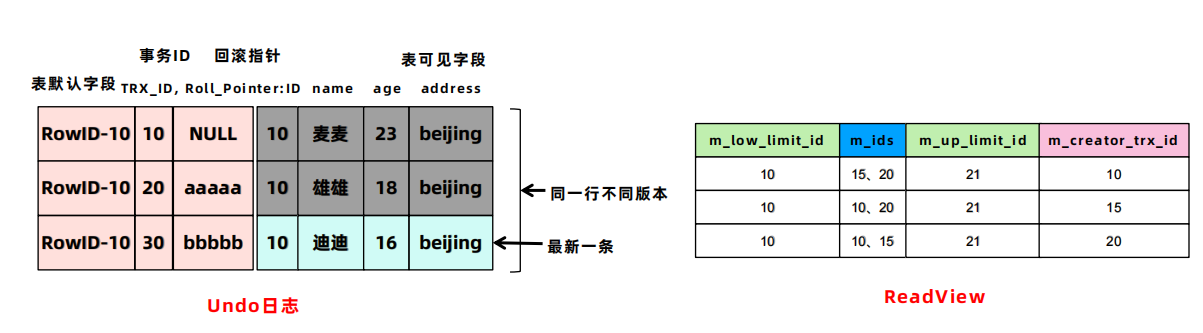 事务ID 回滚指针
表可见字段
表默认字段 TRX_ID, Roll_Pointer:ID name age address
RowID-10 10 NULL 10 麦麦 23 beijing
RowID-20 20 aaaaa 10 雄雄 18 beijing
RowID-10 30 bbbbb 10 迪迪 16 beijing
同一行不同版本
最新一条
Undo日志
m_low_limit_id m_ids m_up_limit_id m_creator_trx_id
10 15、20 21 10
10 10、20 21 15
10 10、15 21 20
ReadView